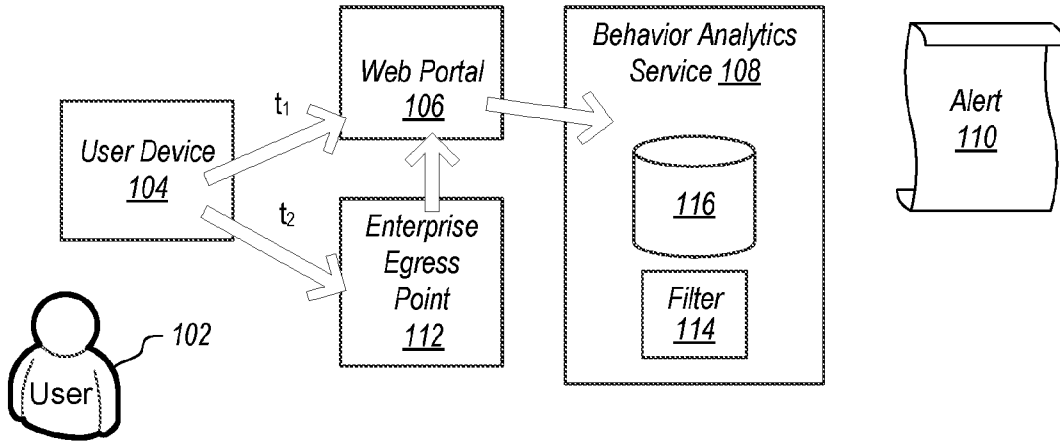 Behavior Analytics
Service 108
Web Portal
106
Alert
110
t1
User Device
104
t2
116
Enterprise
Egress
Point
112
Filter
114
102
User